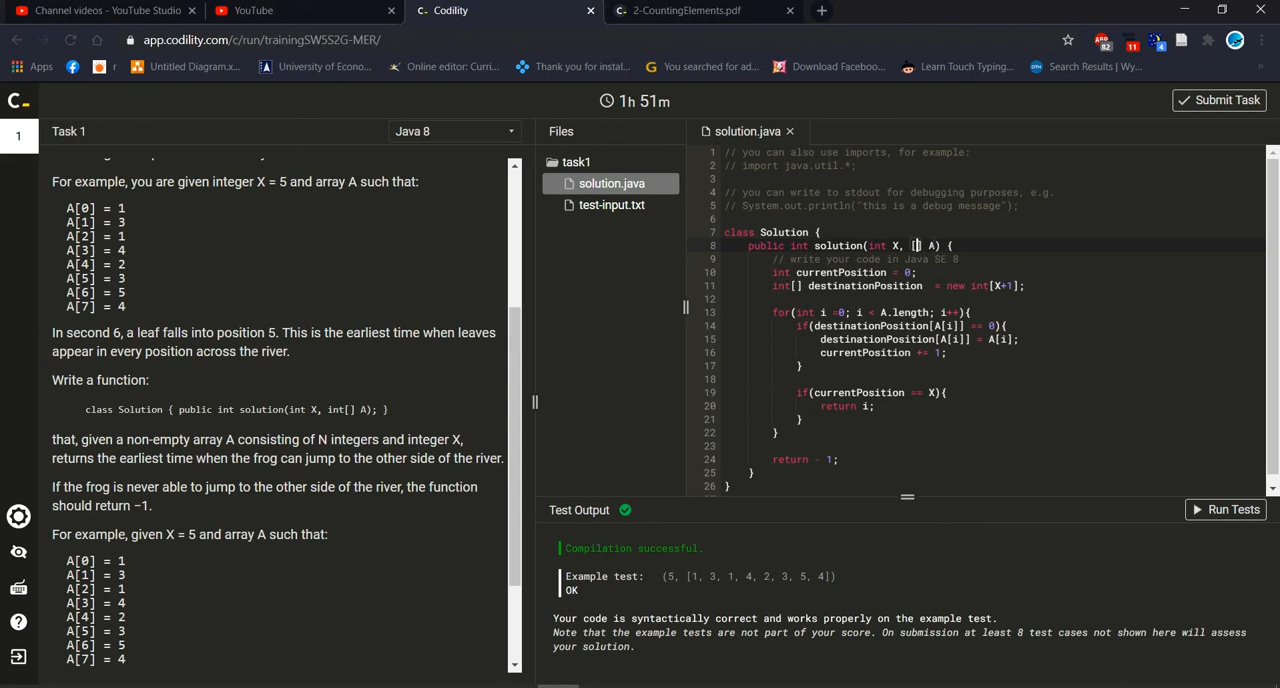 Channel videos - YouTube Studio
YouTube
Codility
2-CountingElements.pdf
app.codility.com/c/run/trainingSW5S2G-MER/
82
11
4
Apps
r
Untitled Diagram.x...
University of Econo...
Online editor: Curri...
Thank you for instal...
You searched for ad...
Download Faceboo...
Learn Touch Typing...
Search Results | Wy...
1h 51m
Submit Task
1
Task 1
Java 8
For example, you are given integer X = 5 and array A such that:
A[0] = 1
A[1] = 3
A[2] = 1
A[3] = 4
A[4] = 2
A[5] = 3
A[6] = 5
A[7] = 4
In second 6, a leaf falls into position 5. This is the earliest time when leaves
appear in every position across the river.
Write a function:
class Solution { public int solution(int X, int[] A); }
that, given a non-empty array A consisting of N integers and integer X,
returns the earliest time when the frog can jump to the other side of the river.
If the frog is never able to jump to the other side of the river, the function
should return −1.
For example, given X = 5 and array A such that:
A[0] = 1
A[1] = 3
A[2] = 1
A[3] = 4
A[4] = 2
A[5] = 3
A[6] = 5
A[7] = 4
Files
task1
solution.java
test-input.txt
solution.java
1 // you can also use imports, for example:
2 // import java.util.*;
3
4 // you can write to stdout for debugging purposes, e.g.
5 // System.out.println("this is a debug message");
6
7 class Solution {
8 public int solution(int X, [] A) {
9 // write your code in Java SE 8
10 int currentPosition = 0;
11 int[] destinationPosition = new int[X+1];
12
13 for(int i =0; i < A.length; i++){
14 if(destinationPosition[A[i]] == 0){
15 destinationPosition[A[i]] = A[i];
16 currentPosition += 1;
17 }
18
19 if(currentPosition == X){
20 return i;
21 }
22 }
23
24 return - 1;
25 }
26 }
Test Output
Run Tests
Compilation successful.
Example test: (5, [1, 3, 1, 4, 2, 3, 5, 4])
OK
Your code is syntactically correct and works properly on the example test.
Note that the example tests are not part of your score. On submission at least 8 test cases not shown here will assess
your solution.